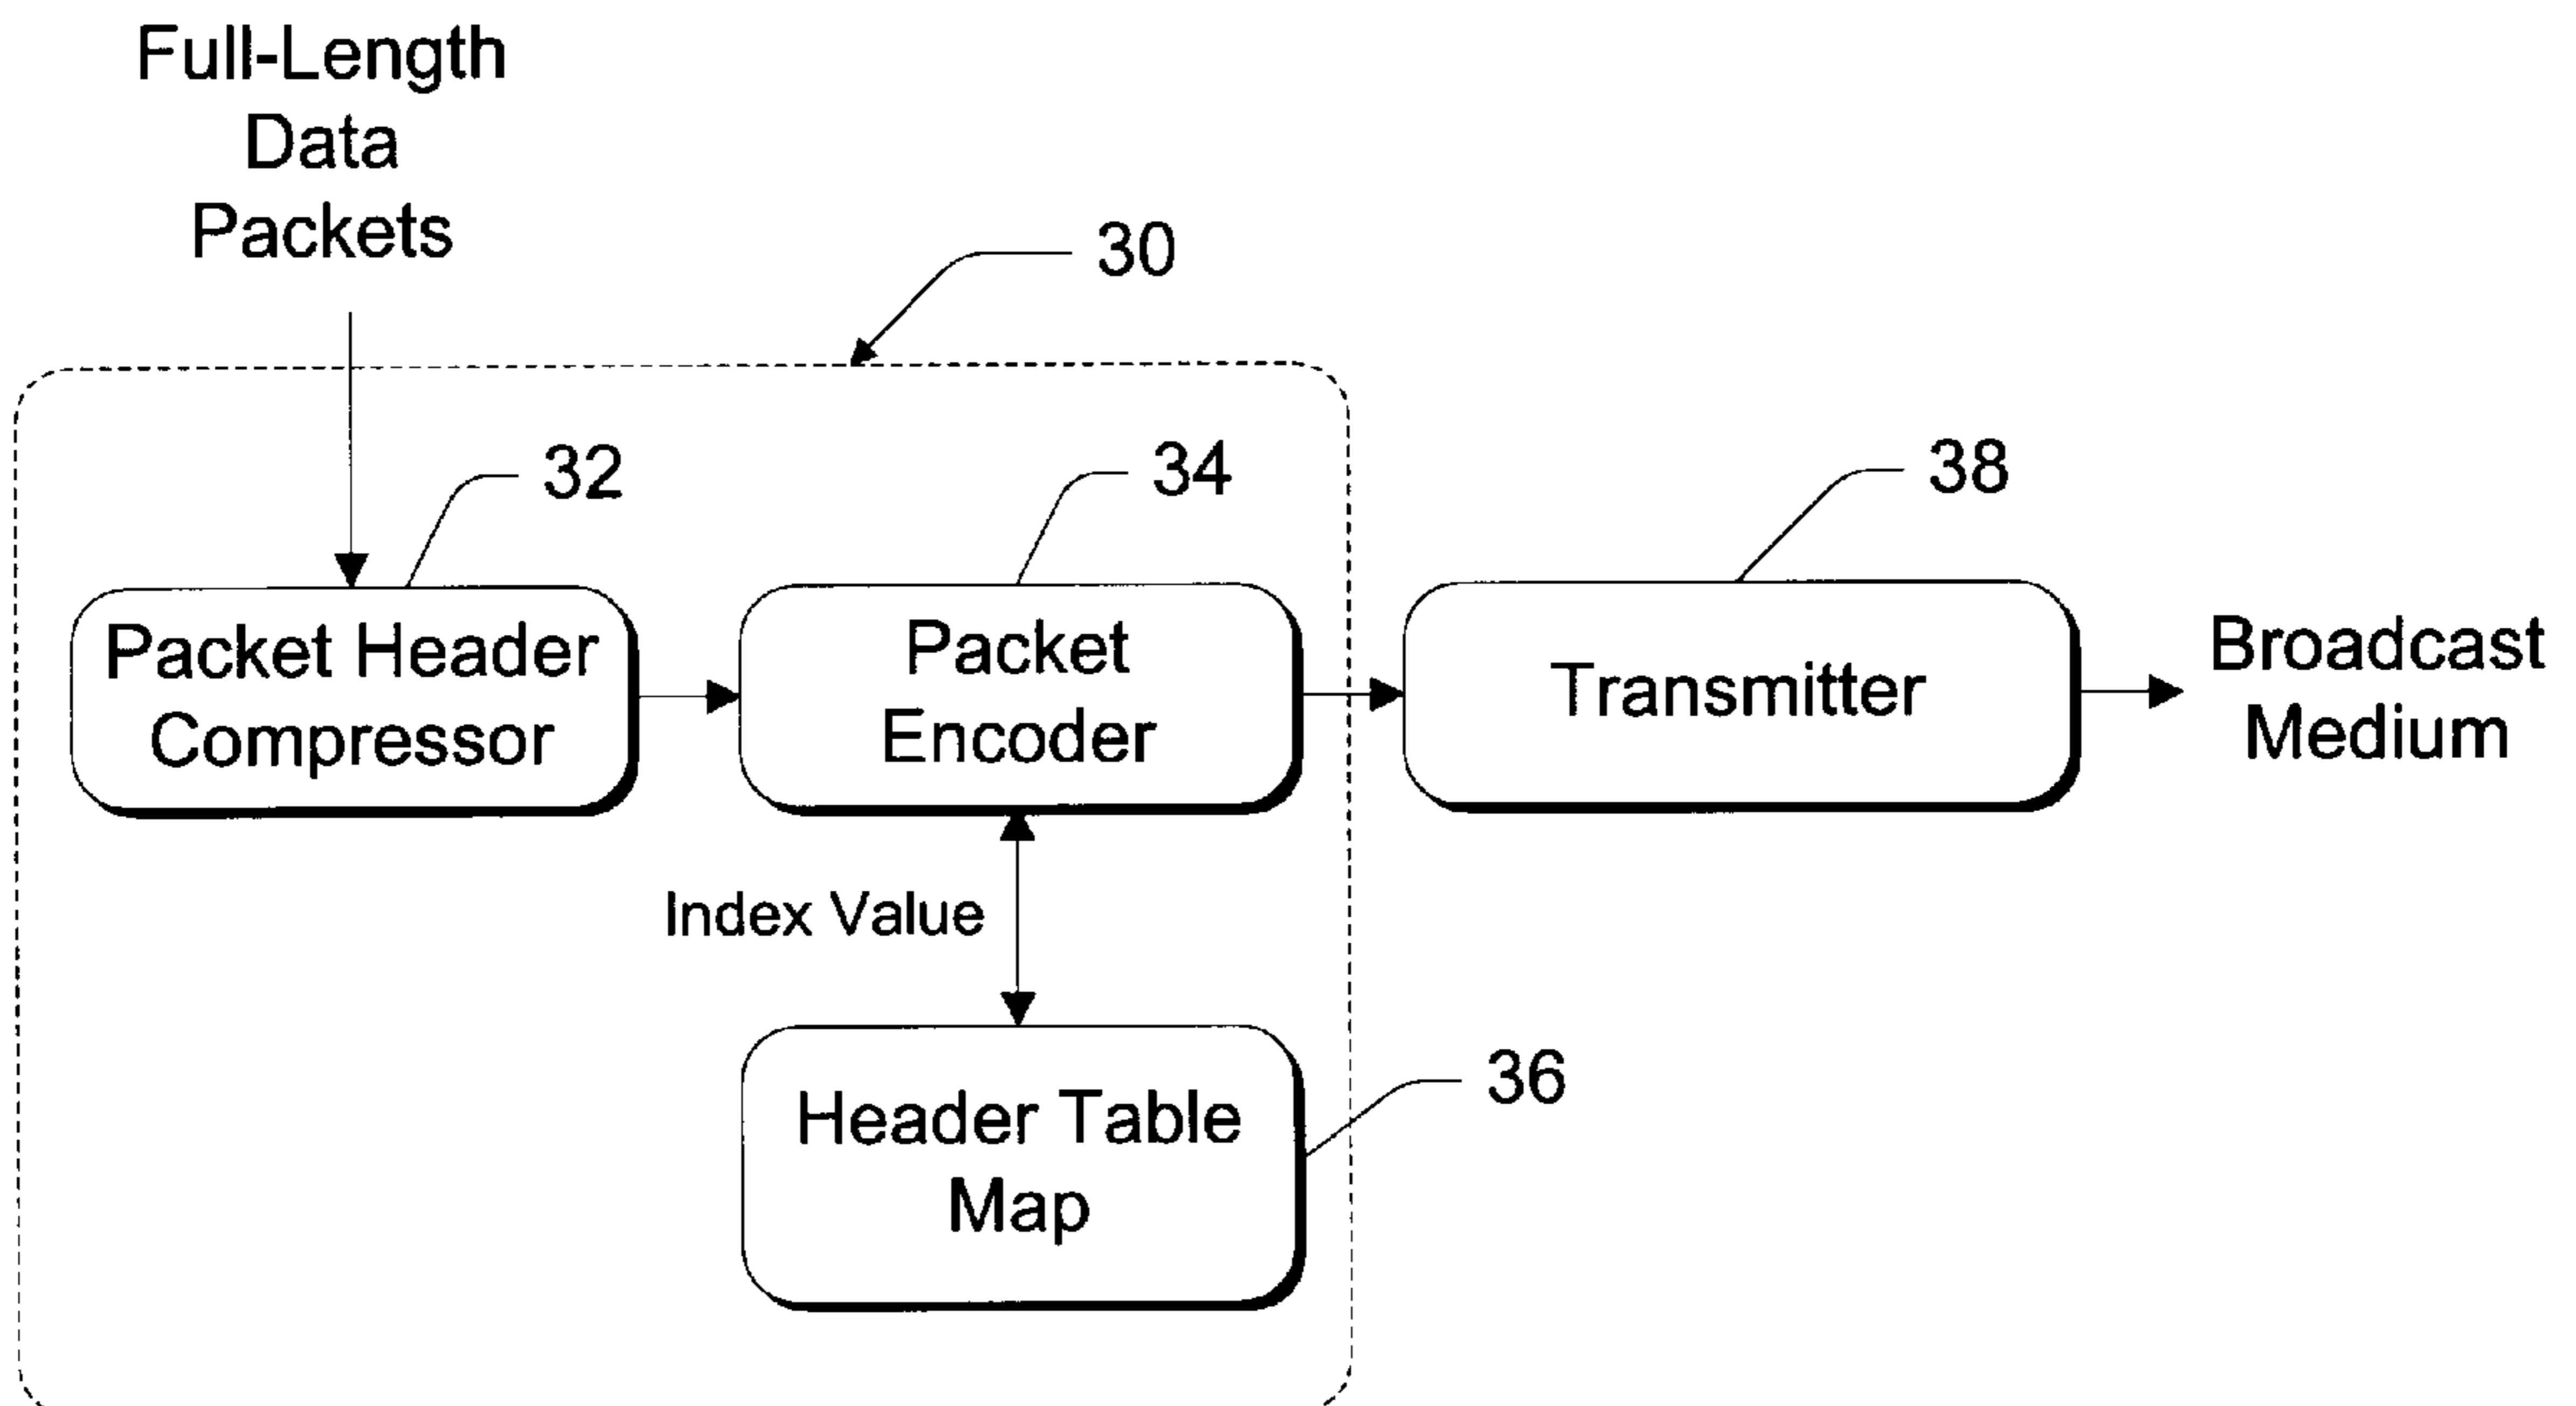 Full-Length
Data
Packets
30
32
34
38
Packet Header
Compressor
Packet
Encoder
Transmitter
Broadcast
Medium
Index Value
36
Header Table
Map